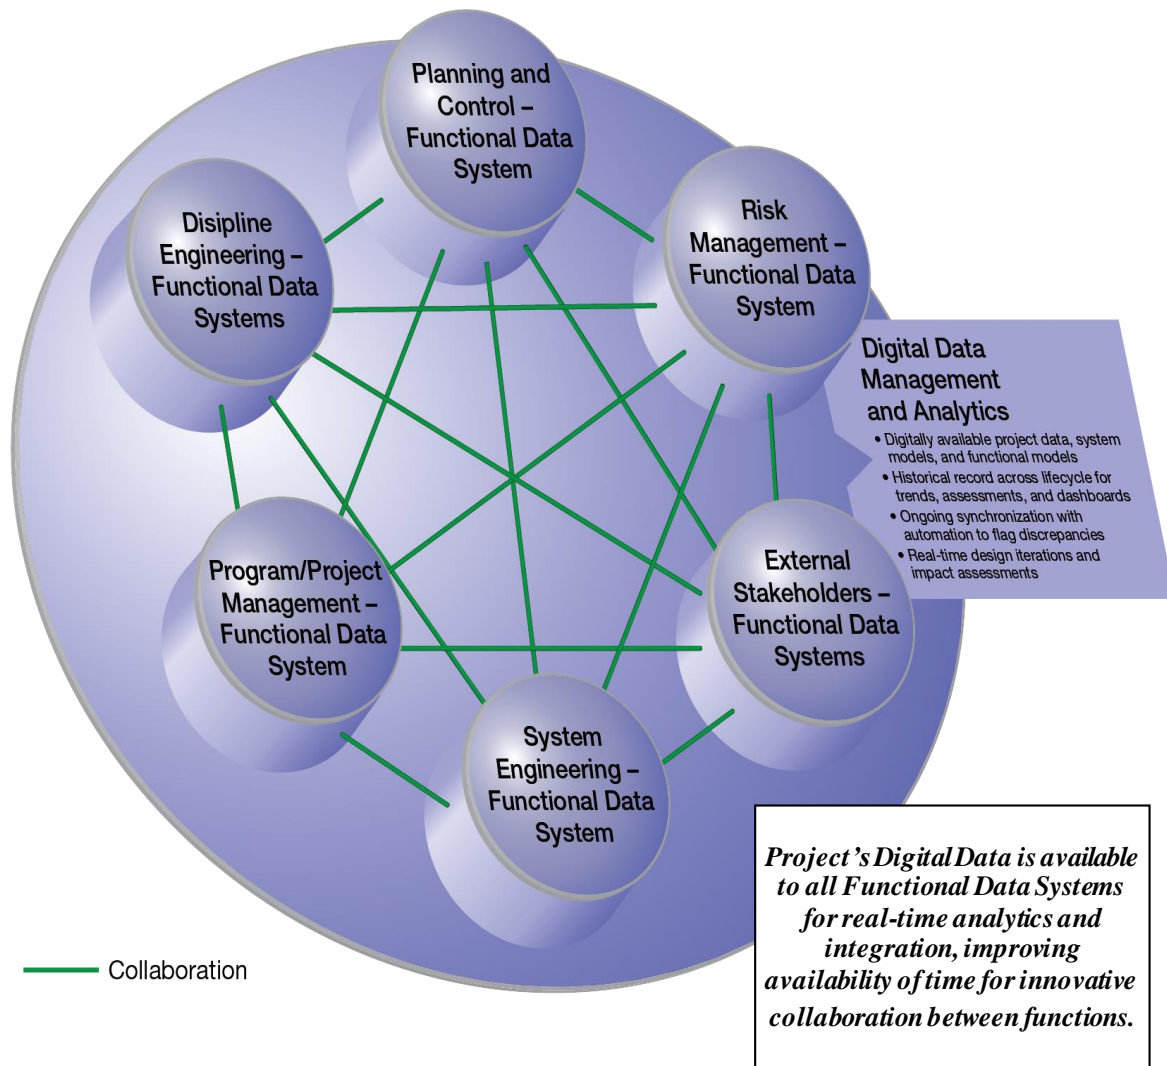 Planning and
Control –
Functional Data
System
Disipline
Engineering –
Functional Data
Systems
Risk
Management –
Functional Data
System
Digital Data
Management
and Analytics
• Digitally available project data, system
models, and functional models
• Historical record across lifecycle for
trends, assessments, and dashboards
• Ongoing synchronization with
automation to flag discrepancies
• Real-time design iterations and
impact assessments
Program/Project
Management –
Functional Data
System
External
Stakeholders –
Functional Data
Systems
System
Engineering –
Functional Data
System
Project's Digital Data is available
to all Functional Data Systems
for real-time analytics and
integration, improving
availability of time for innovative
collaboration between functions.
Collaboration